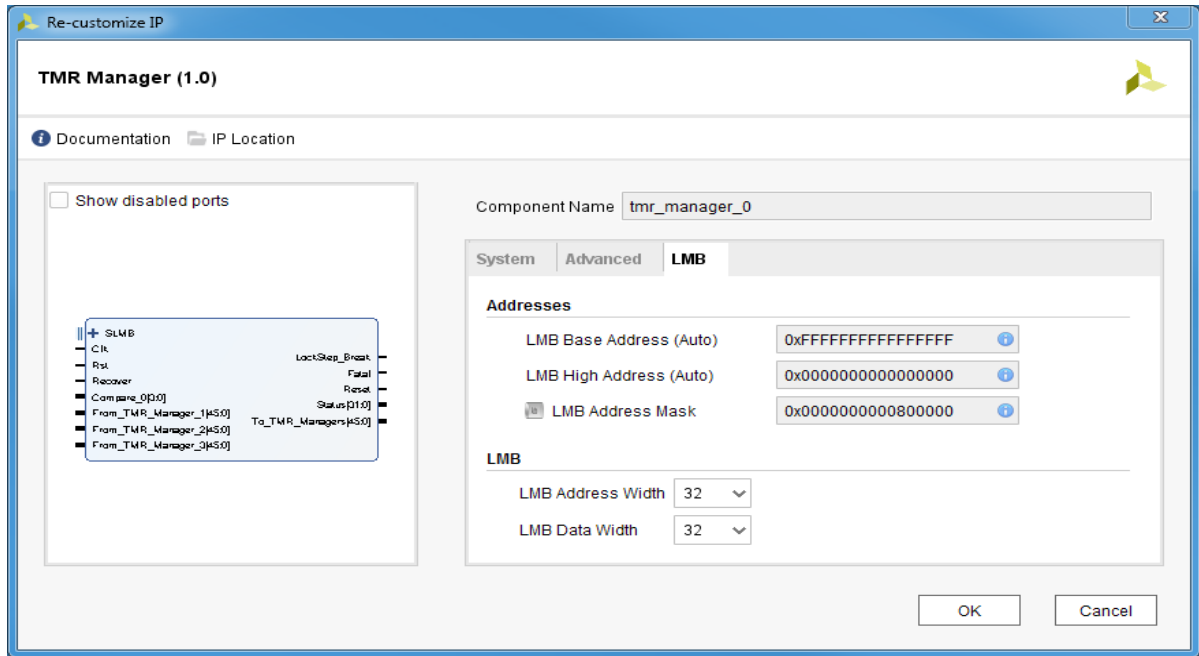 Re-customize IP
TMR Manager (1.0)
Documentation IP Location
Show disabled ports
SLMB
Clk
Rst
Recover
Compare_0[3:0]
From_TMR_Manager_1[45:0]
From_TMR_Manager_2[45:0]
From_TMR_Manager_3[45:0]
LockStep_Break
Fatal
Reset
Status[31:0]
To_TMR_Managers[45:0]
Component Name tmr_manager_0
System Advanced LMB
Addresses
LMB Base Address (Auto) 0xFFFFFFFFFFFFFFFF
LMB High Address (Auto) 0x0000000000000000
LMB Address Mask 0x0000000000800000
LMB
LMB Address Width 32
LMB Data Width 32
OK Cancel